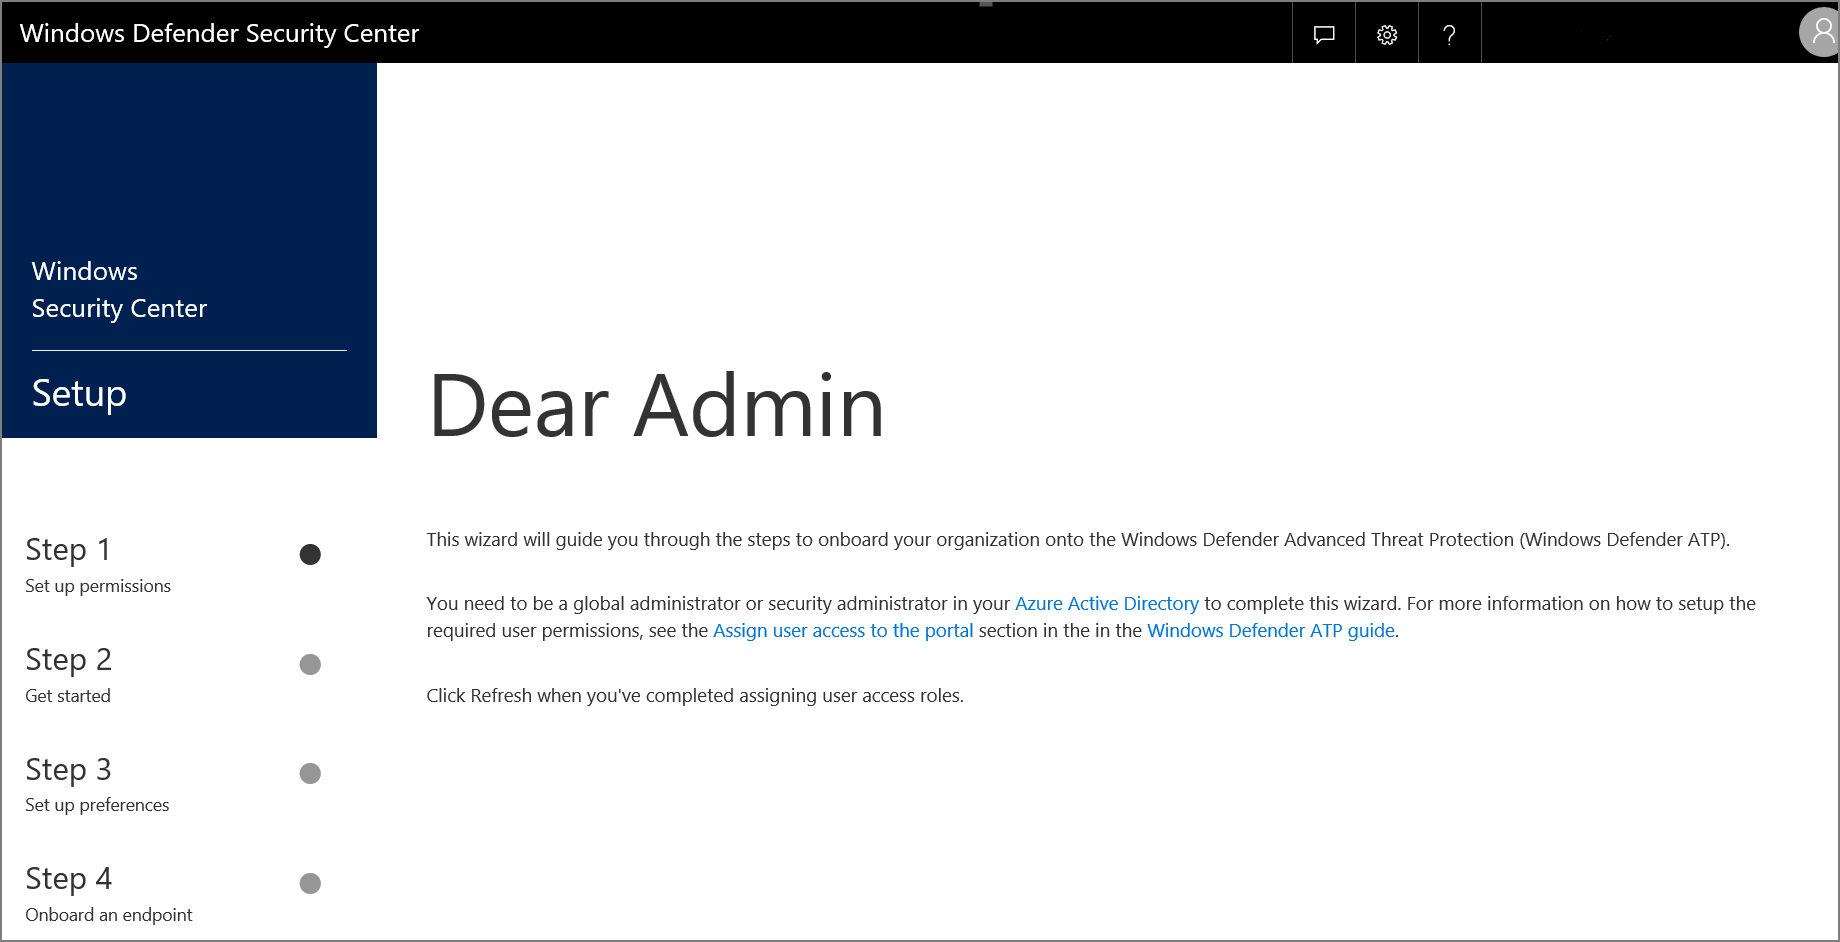 Windows Defender Security Center
?
Windows
Security Center
Setup
Step 1
Set up permissions
Step 2
Get started
Step 3
Set up preferences
Step 4
Onboard an endpoint
Dear Admin
This wizard will guide you through the steps to onboard your organization onto the Windows Defender Advanced Threat Protection (Windows Defender ATP).
You need to be a global administrator or security administrator in your Azure Active Directory to complete this wizard. For more information on how to setup the
required user permissions, see the Assign user access to the portal section in the in the Windows Defender ATP guide.
Click Refresh when you've completed assigning user access roles.